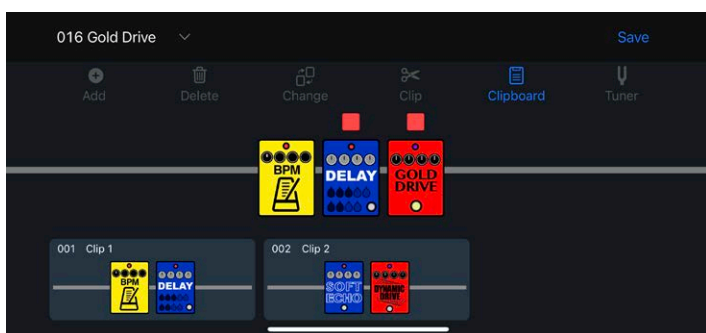 016 Gold Drive
Save
Add
Delete
Change
Clip
Clipboard
Tuner
BPM
DELAY
GOLD
DRIVE
001 Clip 1
002 Clip 2
BPM
DELAY
SOFT
ECHO
DYNAMIC
DRIVE